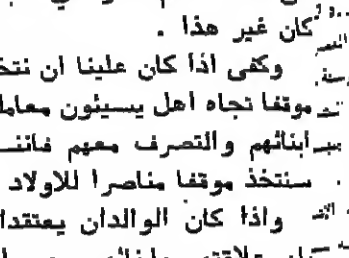 كان غير هذا .
وكفى اذا كان علينا ان نتخ
موقفا تجاه اهل يسيئون معامل
ابنائهم والتصرف معهم فاننـ
سنتخذ موقفا مناصرا للاولاد
واذا كان الوالدان يعتقدا